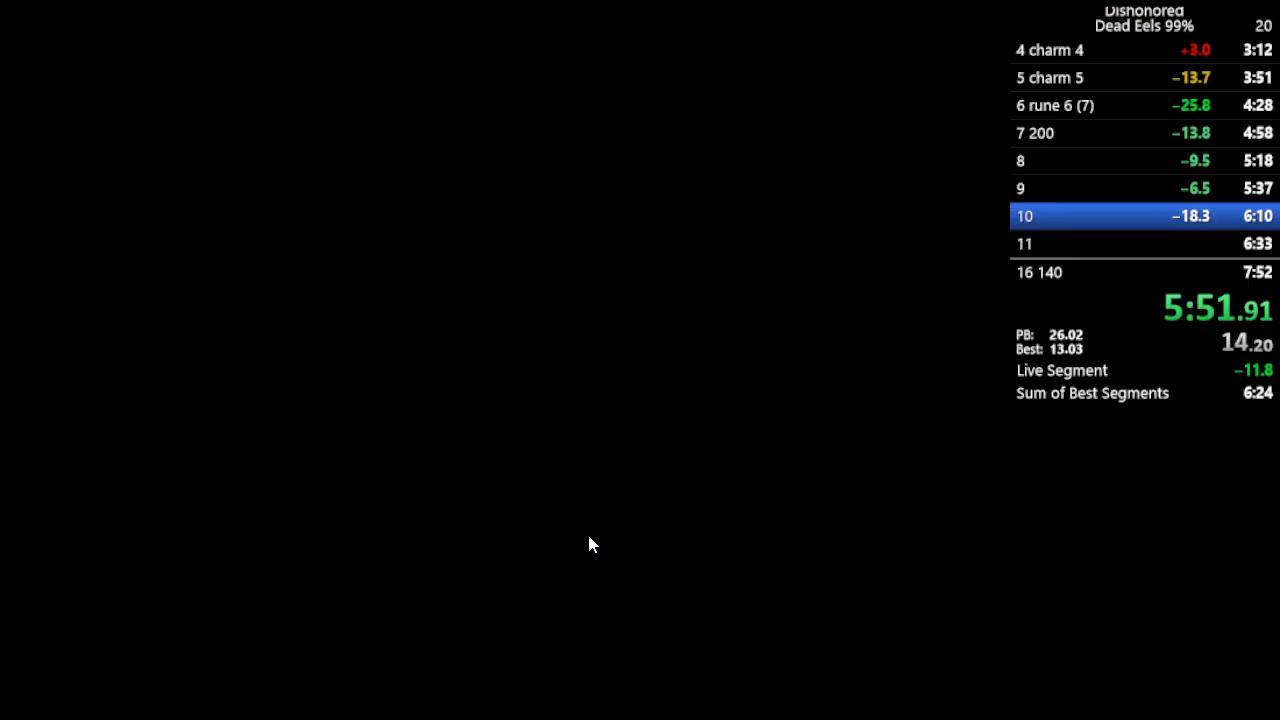 Dishonored
Dead Eels 99% 20
4 charm 4 +3.0 3:12
5 charm 5 −13.7 3:51
6 rune 6 (7) −25.8 4:28
7 200 −13.8 4:58
8 −9.5 5:18
9 −6.5 5:37
10 −18.3 6:10
11 6:33
16 140 7:52
5:51.91
PB: 26.02
Best: 13.03
14.20
Live Segment −11.8
Sum of Best Segments 6:24